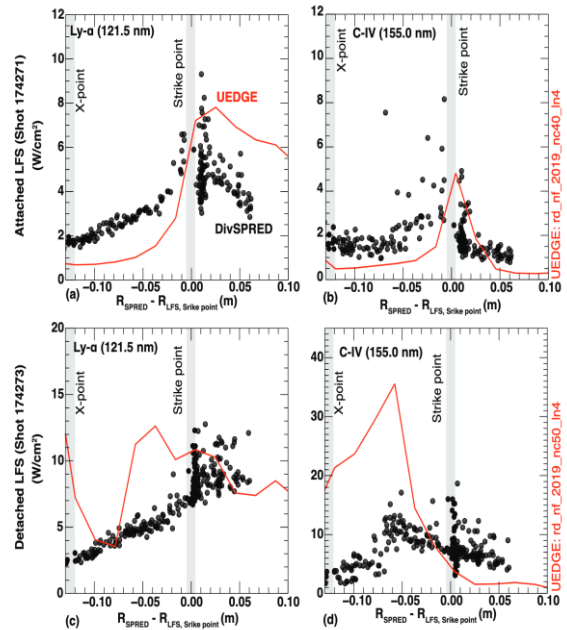 Ly-α (121.5 nm)
C-IV (155.0 nm)
12
10
8
6
4
2
0
X-point
Strike point
UEDGE
DivSPRED
(a)
−0.10
−0.05
0.00
0.05
0.10
R_SPRED - R_LFS, Srike point (m)
Attached LFS (Shot 174271)
(W/cm²)
12
10
8
6
4
2
0
X-point
Strike point
(b)
−0.10
−0.05
0.00
0.05
0.10
R_SPRED - R_LFS, Srike point (m)
UEDGE: rd_nf_2019_nc40_ln4
Ly-α (121.5 nm)
C-IV (155.0 nm)
20
15
10
5
0
X-point
Strike point
(c)
−0.10
−0.05
0.00
0.05
0.10
R_SPRED - R_LFS, Srike point (m)
Detached LFS (Shot 174273)
(W/cm²)
40
30
20
10
0
X-point
Strike point
(d)
−0.10
−0.05
0.00
0.05
0.10
R_SPRED - R_LFS, Srike point (m)
UEDGE: rd_nf_2019_nc50_ln4